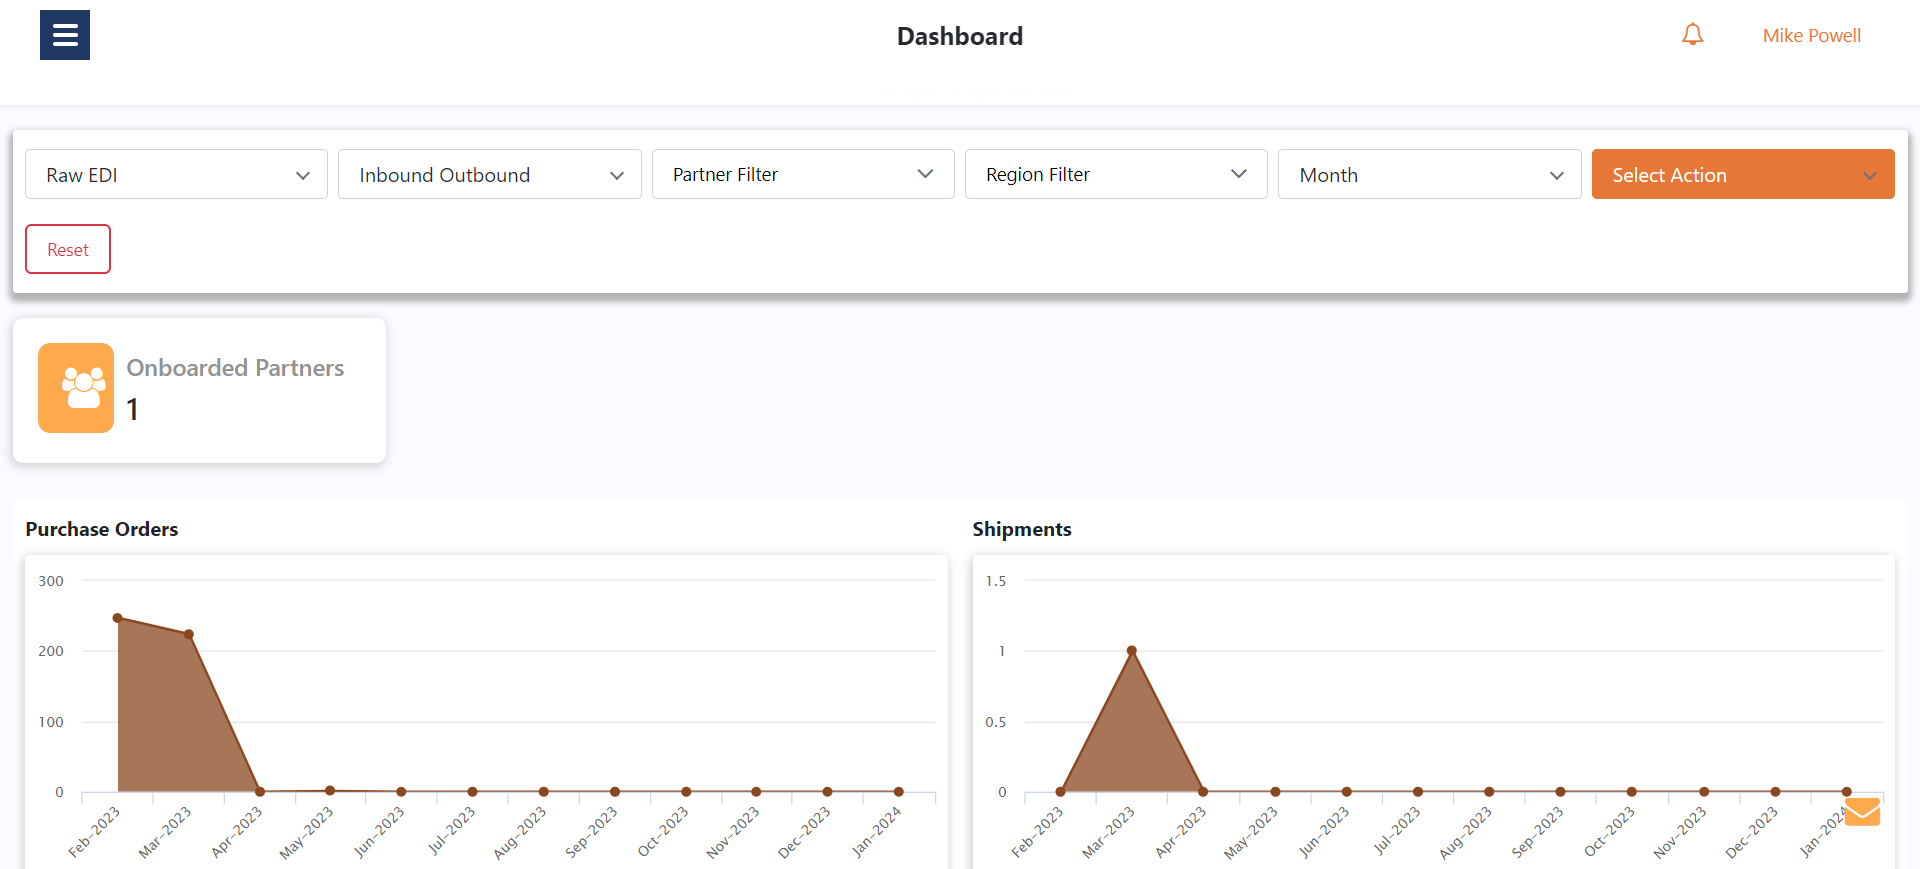 Dashboard
Mike Powell
Raw EDI
Inbound Outbound
Partner Filter
Region Filter
Month
Select Action
Reset
Onboarded Partners
1
Purchase Orders
300
200
100
0
Feb-2023
Mar-2023
Apr-2023
May-2023
Jun-2023
Jul-2023
Aug-2023
Sep-2023
Oct-2023
Nov-2023
Dec-2023
Jan-2024
Shipments
1.5
1
0.5
0
Feb-2023
Mar-2023
Apr-2023
May-2023
Jun-2023
Jul-2023
Aug-2023
Sep-2023
Oct-2023
Nov-2023
Dec-2023
Jan-2024